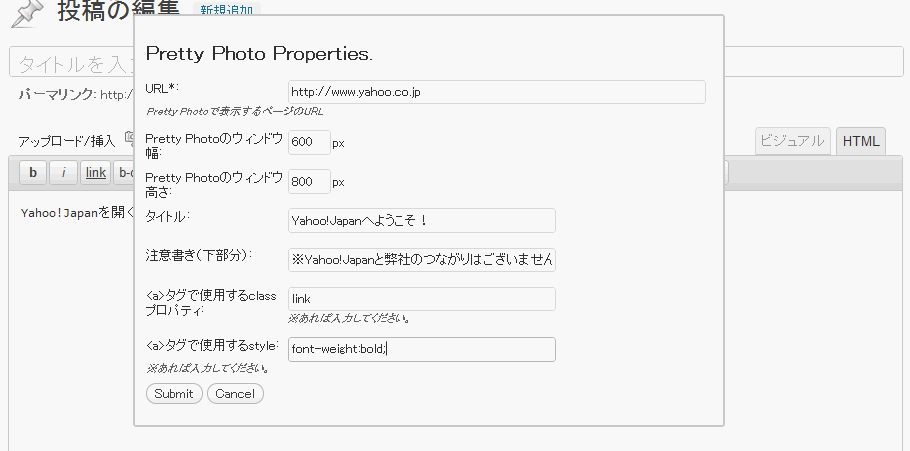 投稿の編集 新規追加
Pretty Photo Properties.
タイトルを入
パーマリンク: http:/
URL*: http://www.yahoo.co.jp
Pretty Photoで表示するページのURL
アップロード/挿入
Pretty Photoのウィンドウ
幅: 600 px
ビジュアル HTML
b i link b-
Pretty Photoのウィンドウ
高さ: 800 px
Yahoo!Japanを開く
タイトル: Yahoo!Japanへようこそ！
注意書き(下部分): ※Yahoo!Japanと弊社のつながりはございません
<a>タグで使用するclass
プロパティ: link
※あれば入力してください。
<a>タグで使用するstyle: font-weight:bold;
※あれば入力してください。
Submit Cancel